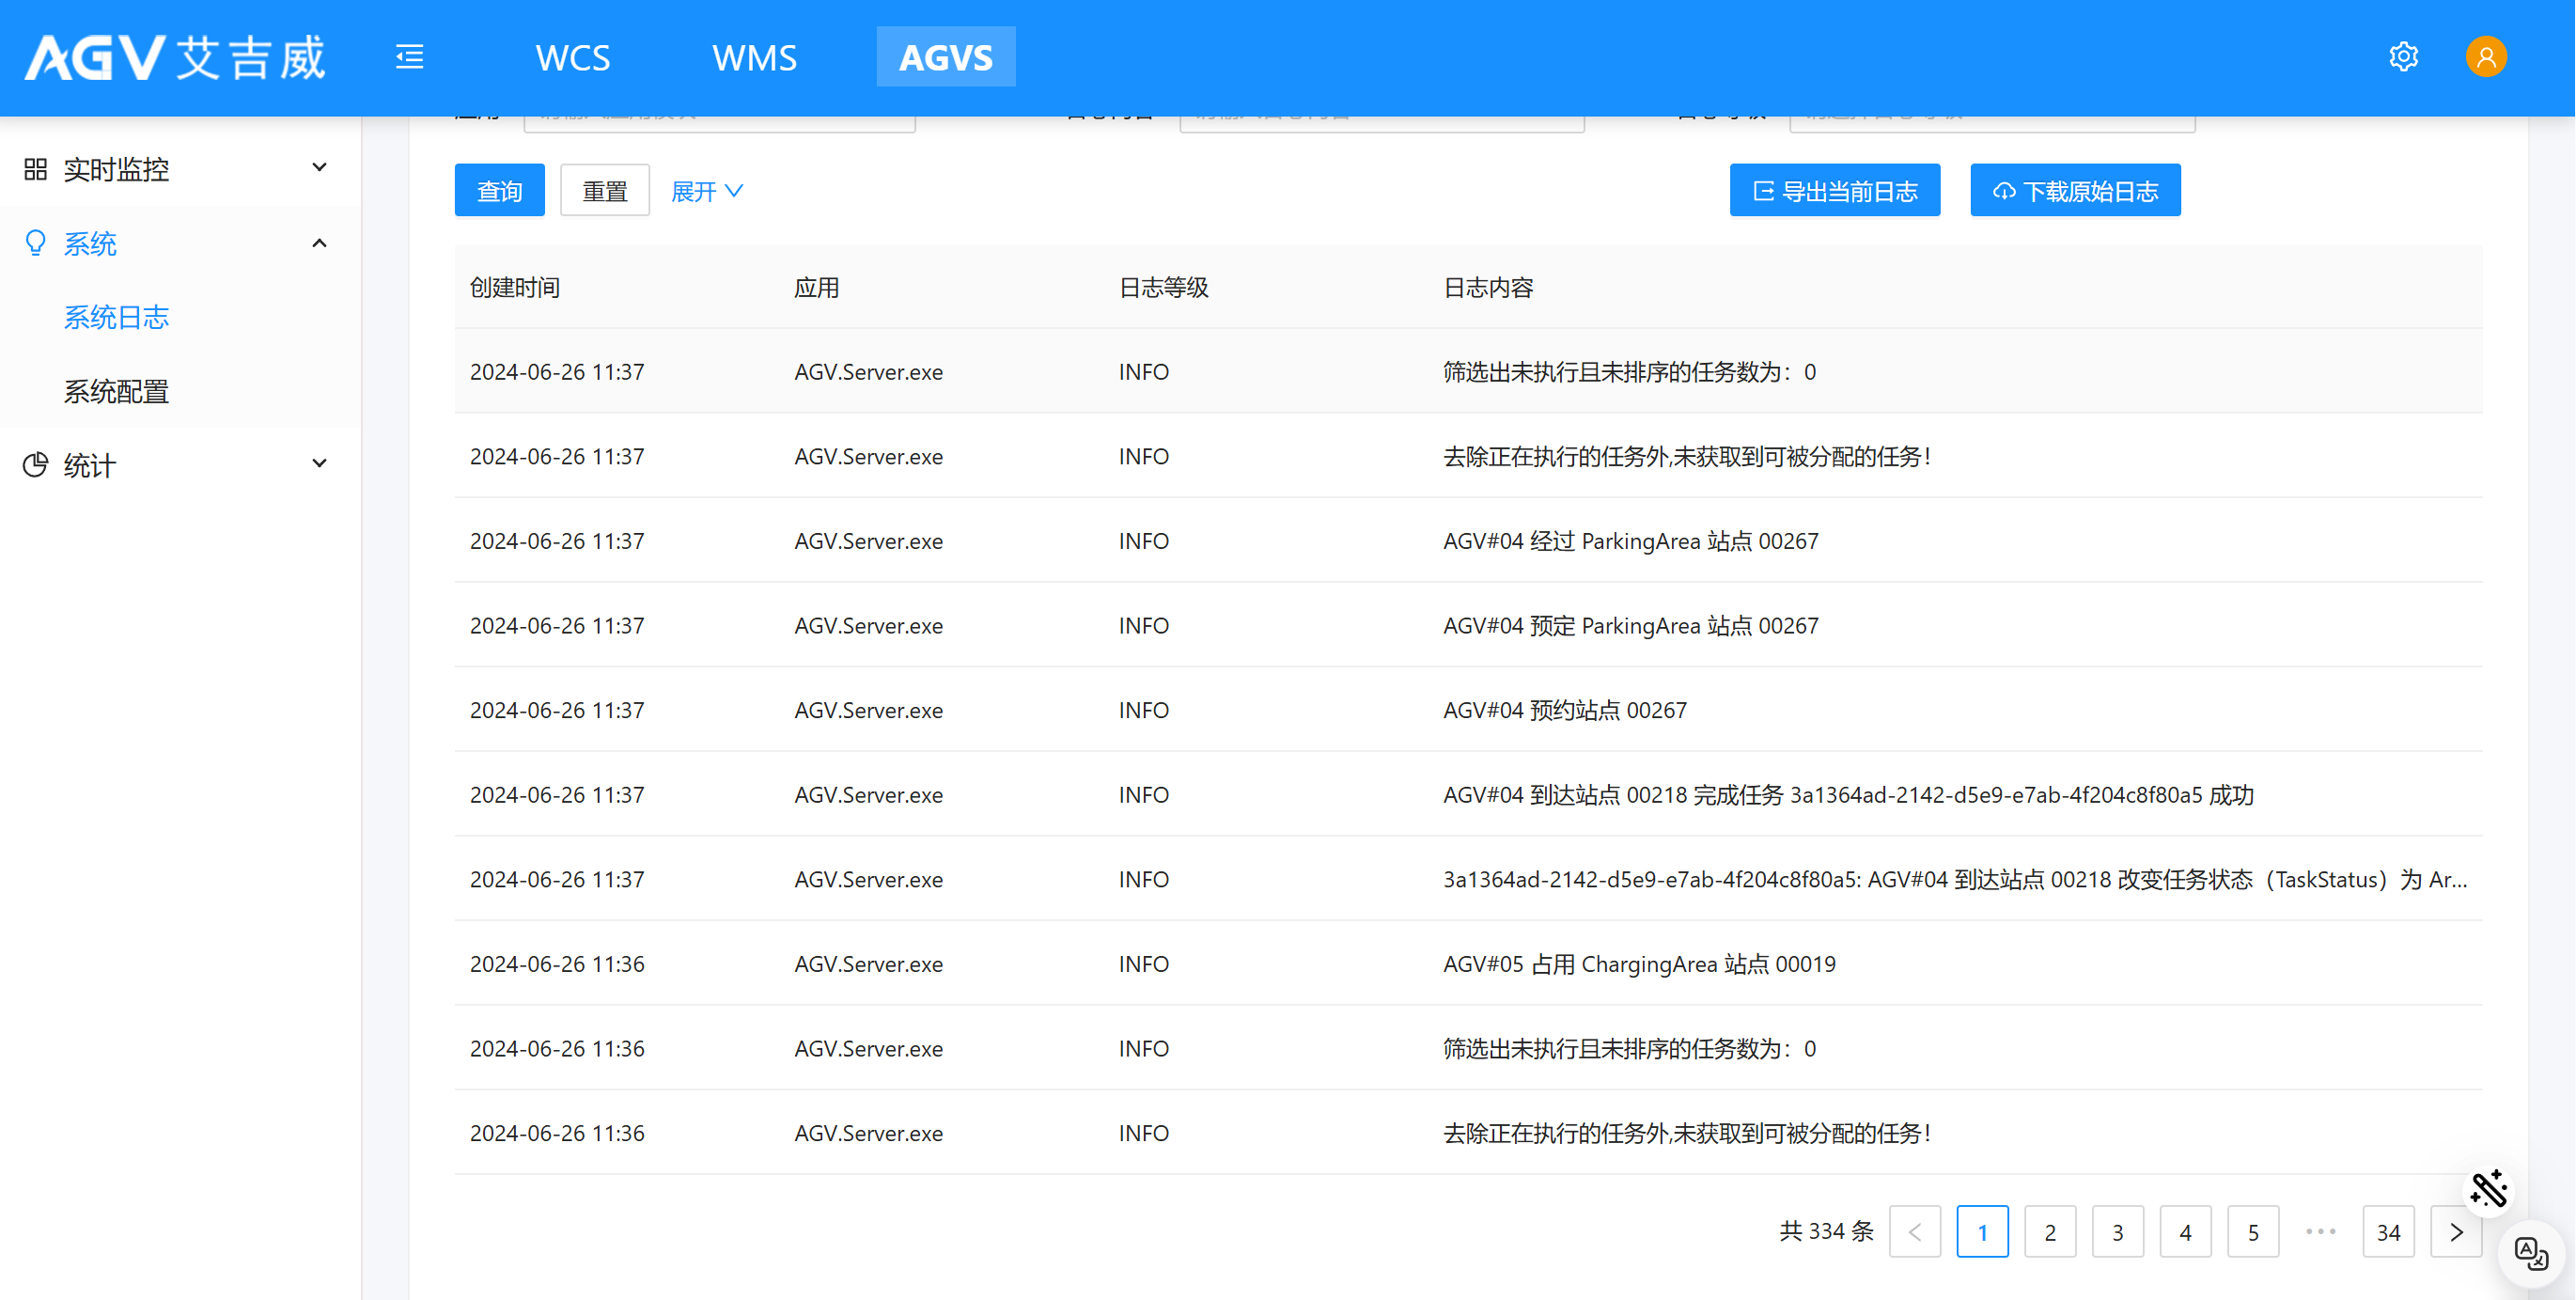 AGV艾吉威
WCS
WMS
AGVS
实时监控
系统
系统日志
系统配置
统计
查询
重置
展开
导出当前日志
下载原始日志
创建时间 应用 日志等级 日志内容
2024-06-26 11:37 AGV.Server.exe INFO 筛选出未执行且未排序的任务数为：0
2024-06-26 11:37 AGV.Server.exe INFO 去除正在执行的任务外,未获取到可被分配的任务！
2024-06-26 11:37 AGV.Server.exe INFO AGV#04 经过 ParkingArea 站点 00267
2024-06-26 11:37 AGV.Server.exe INFO AGV#04 预定 ParkingArea 站点 00267
2024-06-26 11:37 AGV.Server.exe INFO AGV#04 预约站点 00267
2024-06-26 11:37 AGV.Server.exe INFO AGV#04 到达站点 00218 完成任务 3a1364ad-2142-d5e9-e7ab-4f204c8f80a5 成功
2024-06-26 11:37 AGV.Server.exe INFO 3a1364ad-2142-d5e9-e7ab-4f204c8f80a5: AGV#04 到达站点 00218 改变任务状态（TaskStatus）为 Ar...
2024-06-26 11:36 AGV.Server.exe INFO AGV#05 占用 ChargingArea 站点 00019
2024-06-26 11:36 AGV.Server.exe INFO 筛选出未执行且未排序的任务数为：0
2024-06-26 11:36 AGV.Server.exe INFO 去除正在执行的任务外,未获取到可被分配的任务！
共 334 条 < 1 2 3 4 5 ••• 34 >